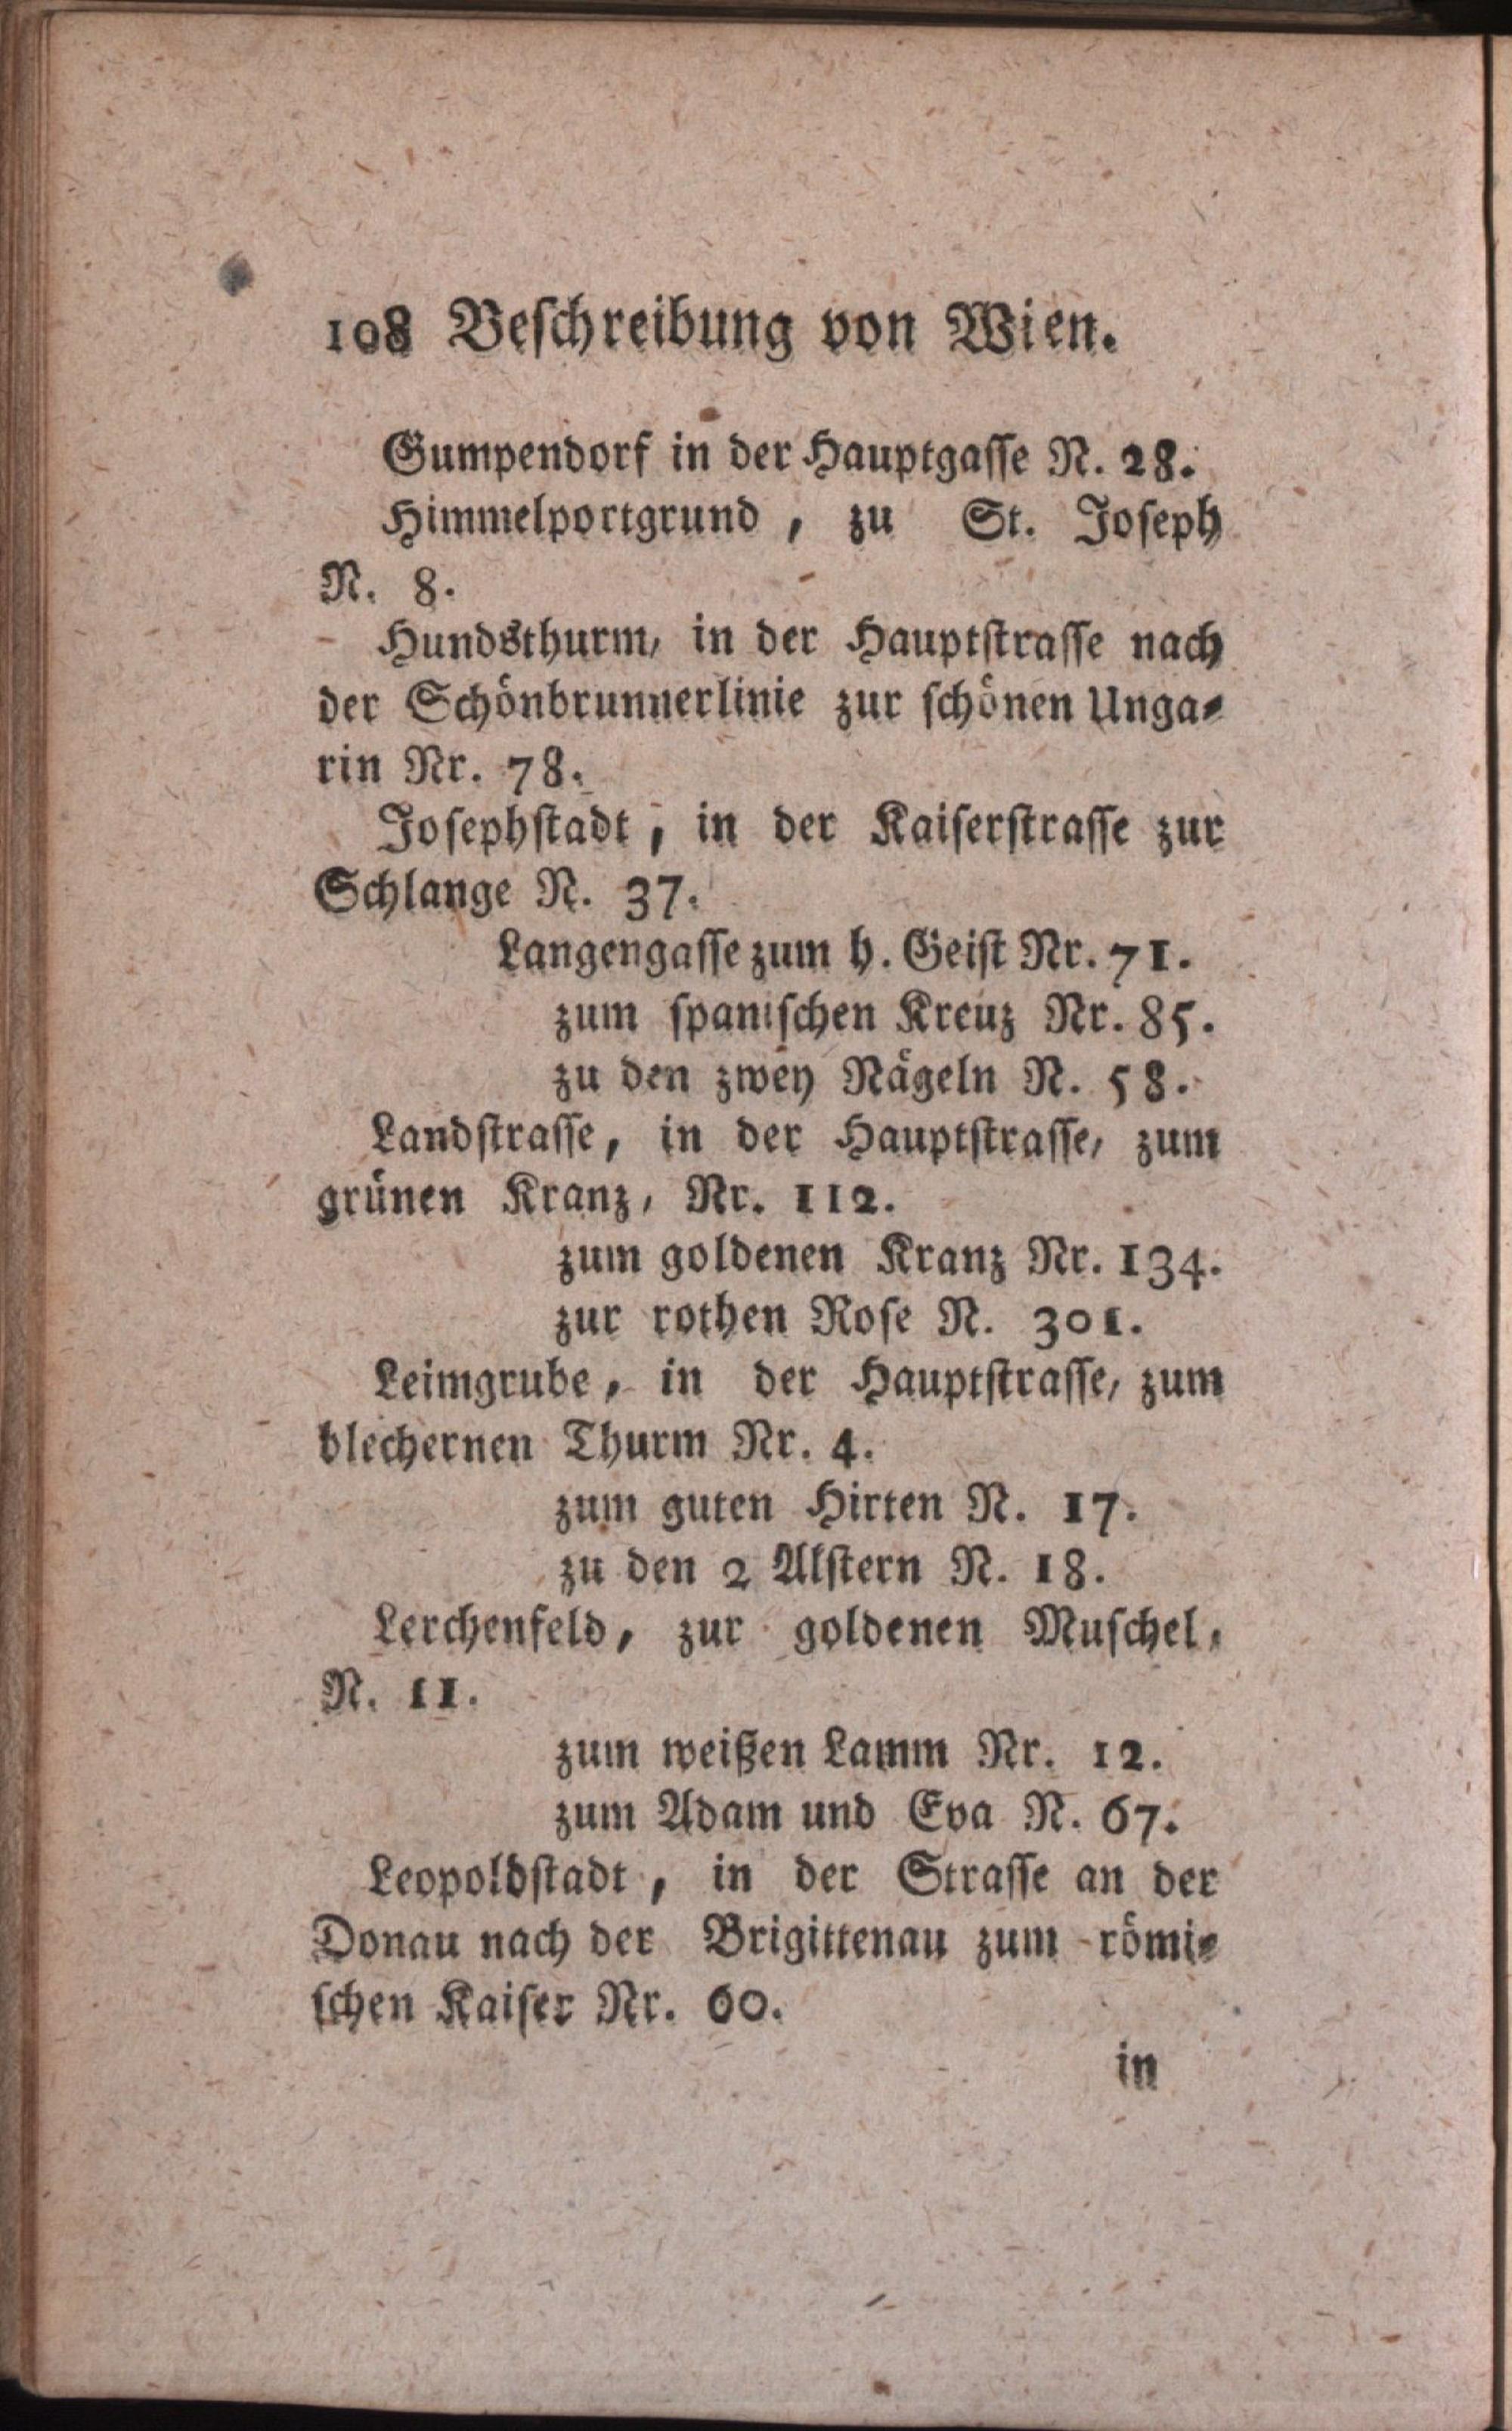 108 Beschreibung von Wien.
Gumpendorf in der Hauptgasse N. 28.
Himmelportgrund, zu St. Joseph
N. 8.
Hundsthurm, in der Hauptstrasse nach
der Schönbrunnerlinie zur schönen Unga-
rin Nr. 78.
Josephstadt, in der Kaiserstrasse zur
Schlange N. 37.
Langengasse zum h. Geist Nr. 71.
zum spanischen Kreuz Nr. 85.
zu den zwey Nägeln N. 58.
Landstrasse, in der Hauptstrasse, zum
grünen Kranz, Nr. 112.
zum goldenen Kranz Nr. 134.
zur rothen Rose N. 301.
Leimgrube, in der Hauptstrasse, zum
blechernen Thurm Nr. 4.
zum guten Hirten N. 17.
zu den 2 Alstern N. 18.
Lerchenfeld, zur goldenen Muschel,
N. 11.
zum weißen Lamm Nr. 12.
zum Adam und Eva N. 67.
Leopoldstadt, in der Strasse an der
Donau nach der Brigittenau zum römi-
schen Kaiser Nr. 60.
in